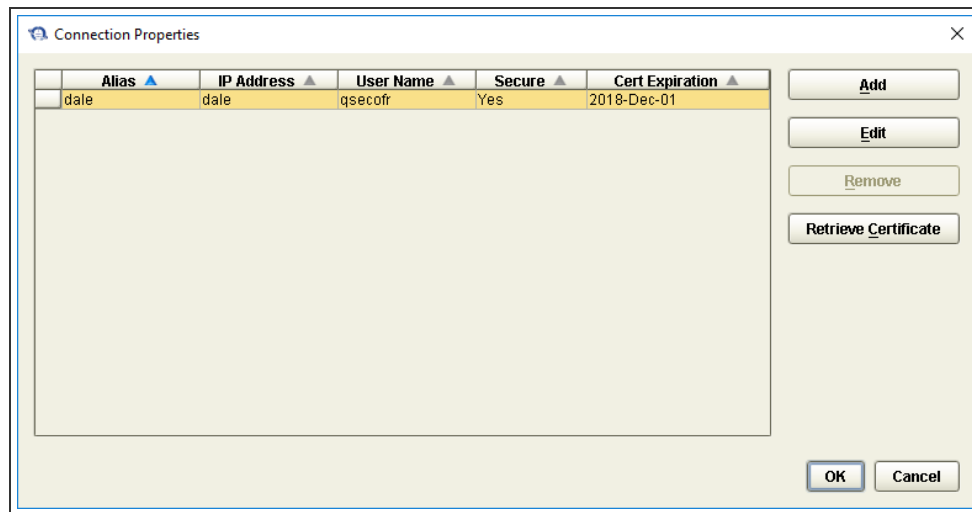 Connection Properties
Alias IP Address User Name Secure Cert Expiration
dale dale qsecofr Yes 2018-Dec-01
Add
Edit
Remove
Retrieve Certificate
OK Cancel